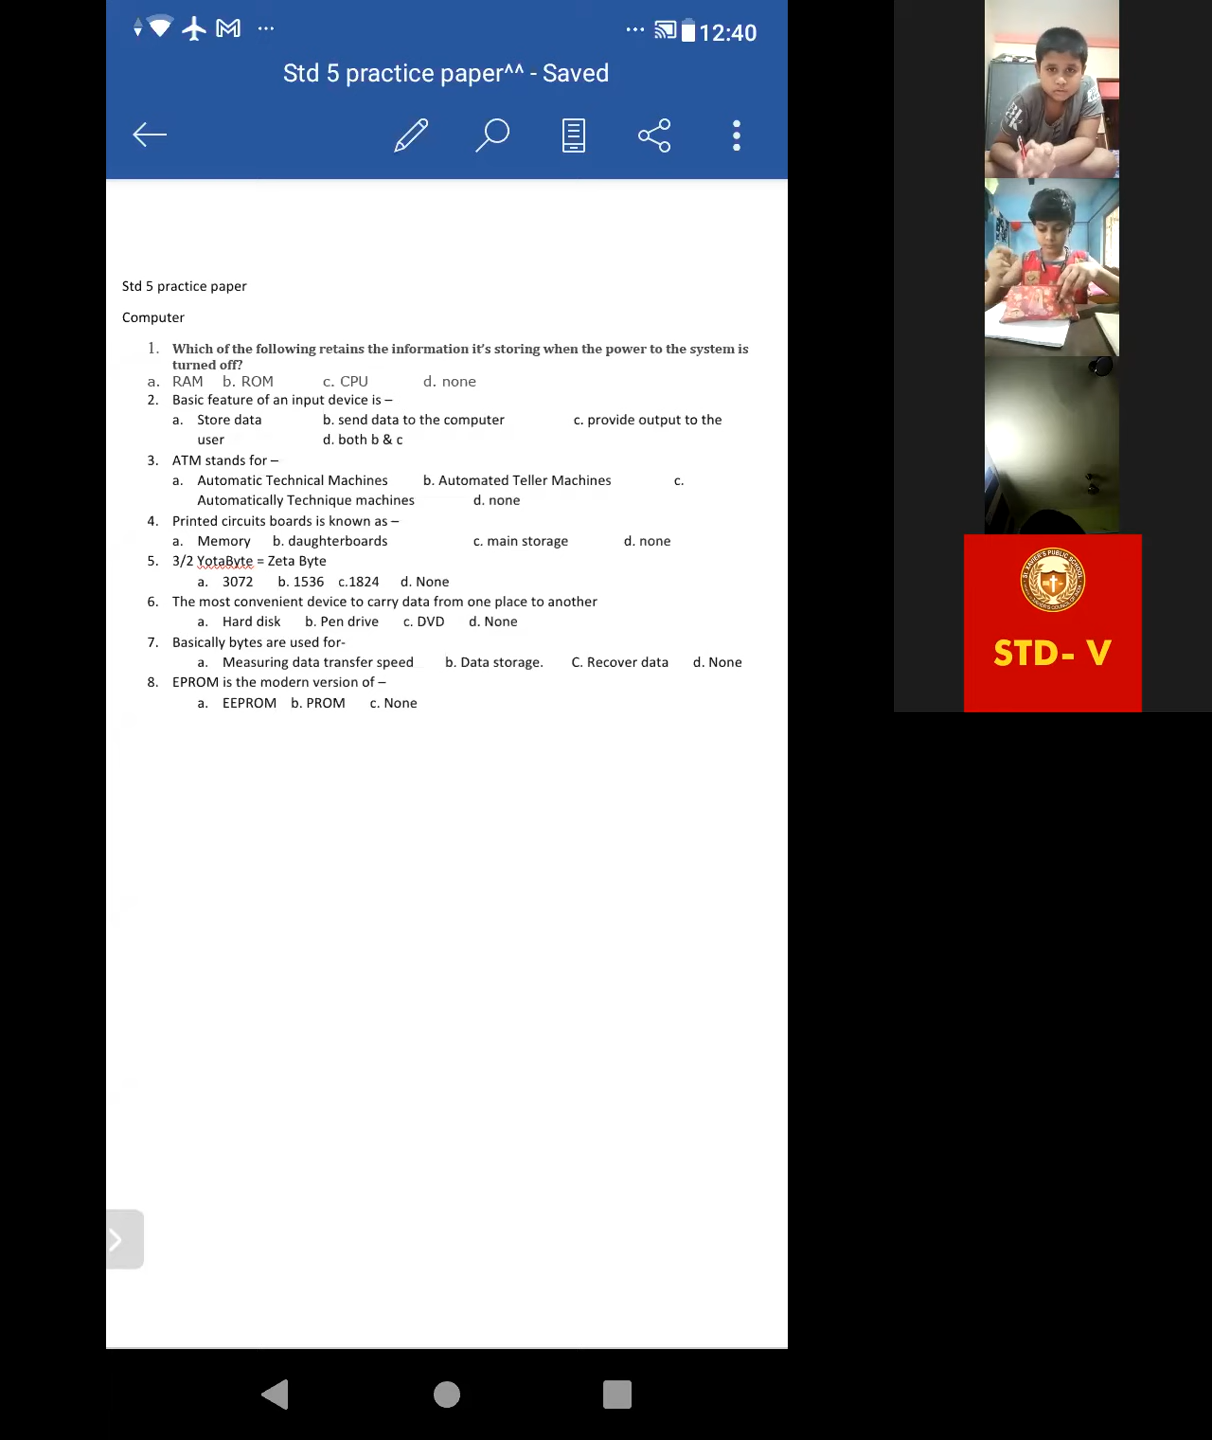 12:40
Std 5 practice paper^^ - Saved
Std 5 practice paper
Computer
1. Which of the following retains the information it's storing when the power to the system is
turned off?
a. RAM b. ROM c. CPU d. none
2. Basic feature of an input device is –
a. Store data b. send data to the computer c. provide output to the
user d. both b & c
3. ATM stands for –
a. Automatic Technical Machines b. Automated Teller Machines c.
Automatically Technique machines d. none
4. Printed circuits boards is known as –
a. Memory b. daughterboards c. main storage d. none
5. 3/2 YotaByte = Zeta Byte
a. 3072 b. 1536 c.1824 d. None
6. The most convenient device to carry data from one place to another
a. Hard disk b. Pen drive c. DVD d. None
7. Basically bytes are used for-
a. Measuring data transfer speed b. Data storage. C. Recover data d. None
8. EPROM is the modern version of –
a. EEPROM b. PROM c. None
STD- V